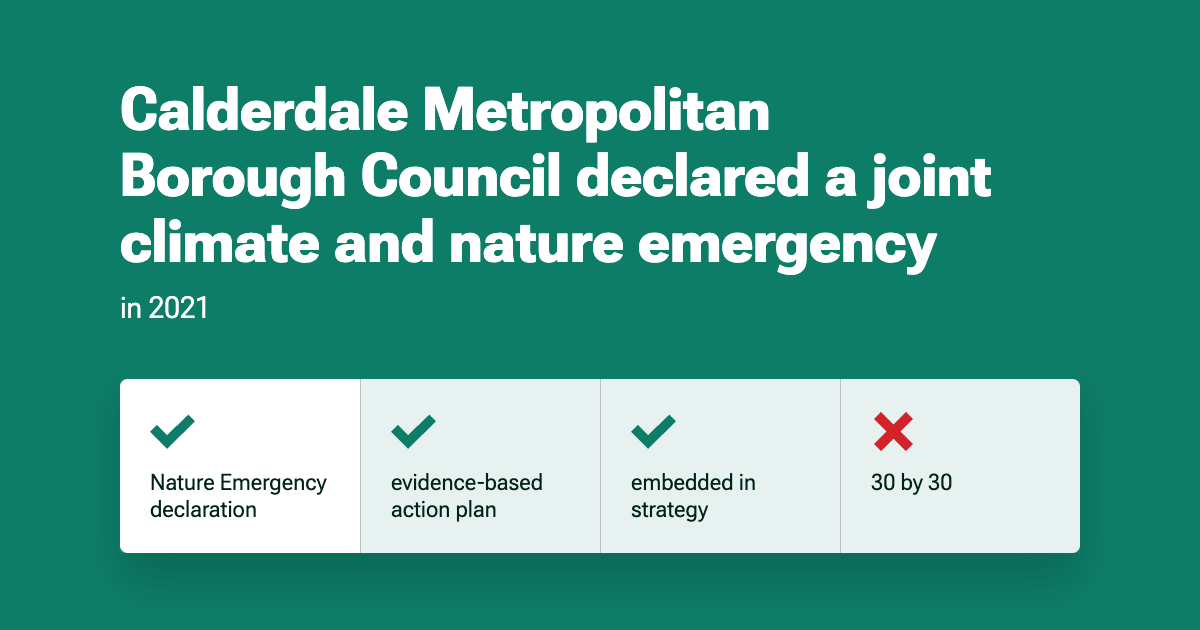 Calderdale Metropolitan
Borough Council declared a joint
climate and nature emergency
in 2021
Nature Emergency
declaration
evidence-based
action plan
embedded in
strategy
30 by 30